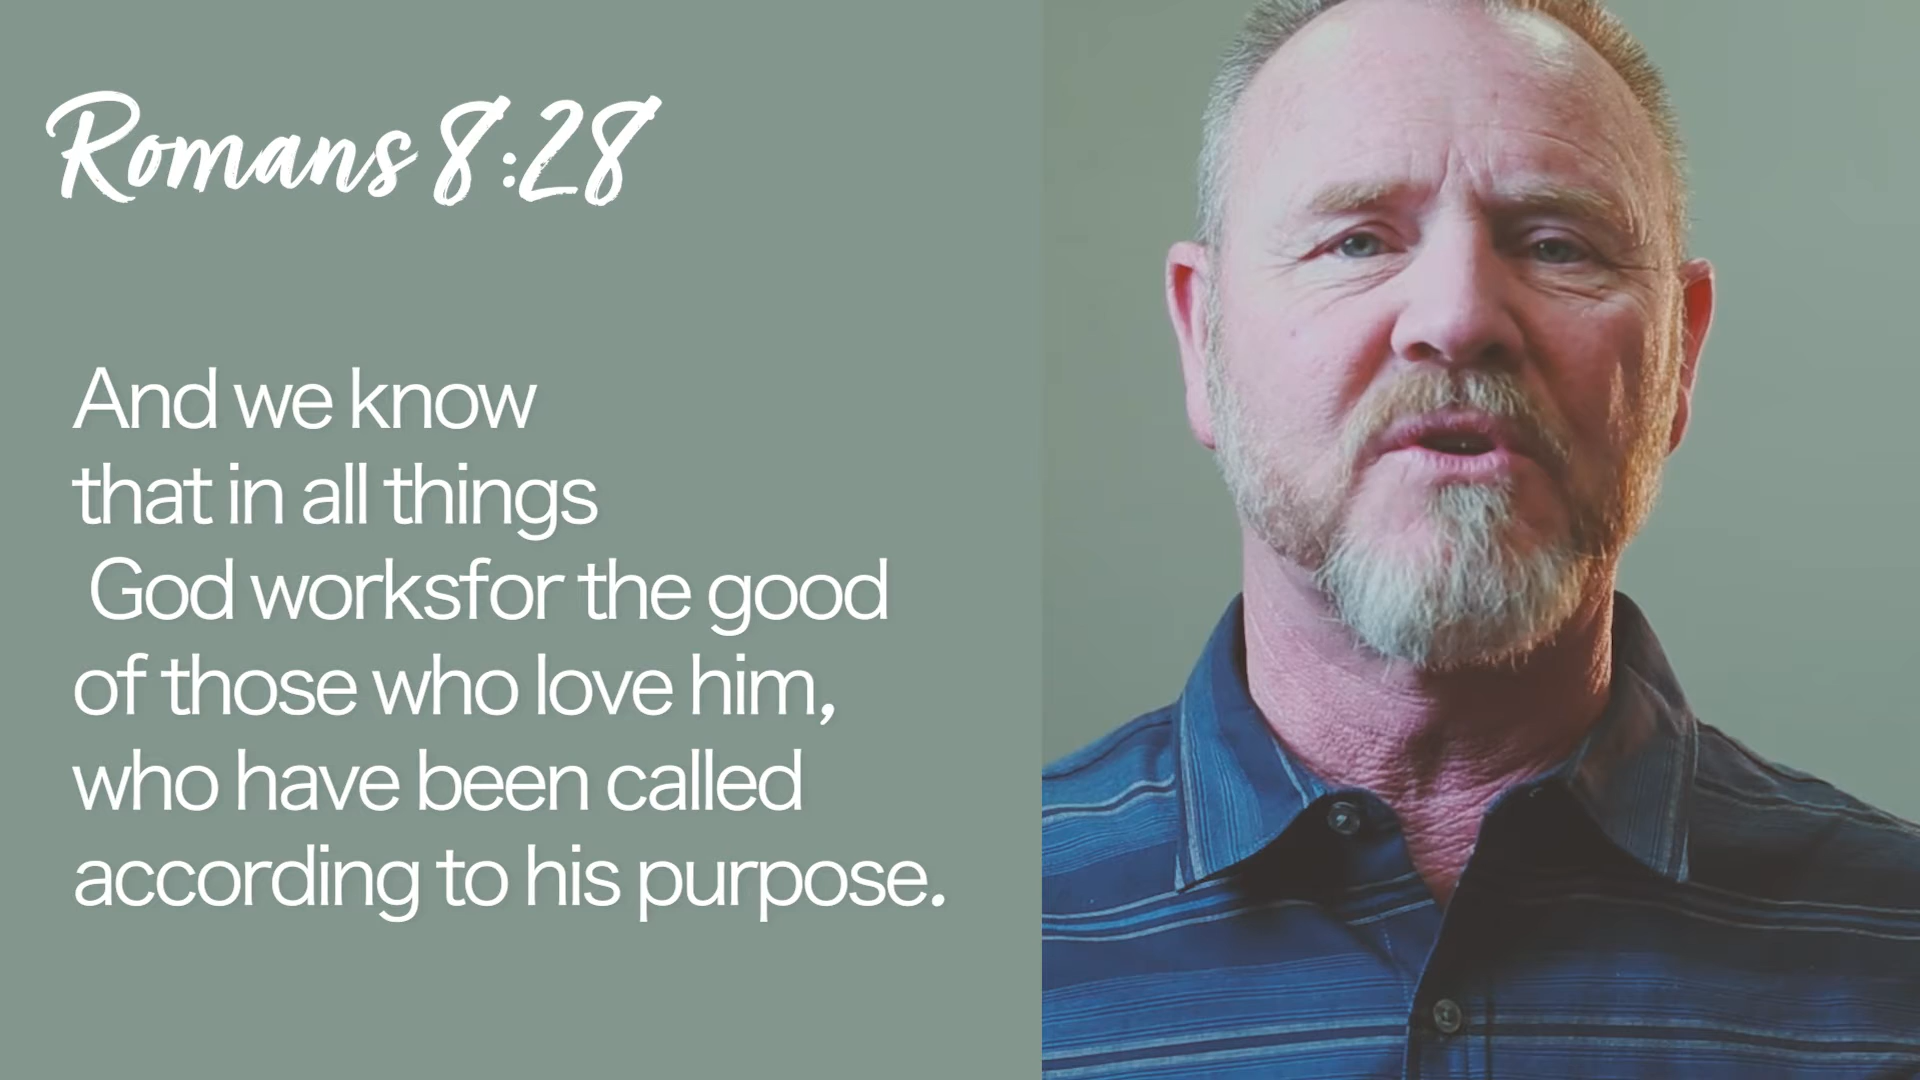 Romans 8:28
And we know
that in all things
God worksfor the good
of those who love him,
who have been called
according to his purpose.